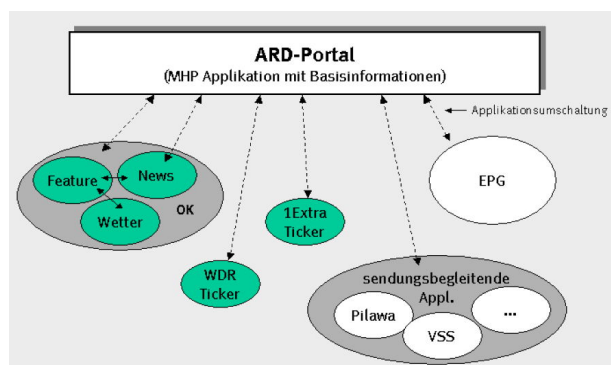 ARD-Portal
(MHP Applikation mit Basisinformationen)
Applikationsumschaltung
Feature
News
Wetter
OK
EPG
1Extra
Ticker
WDR
Ticker
sendungsbegleitende
Appl.
Pilawa
VSS
...